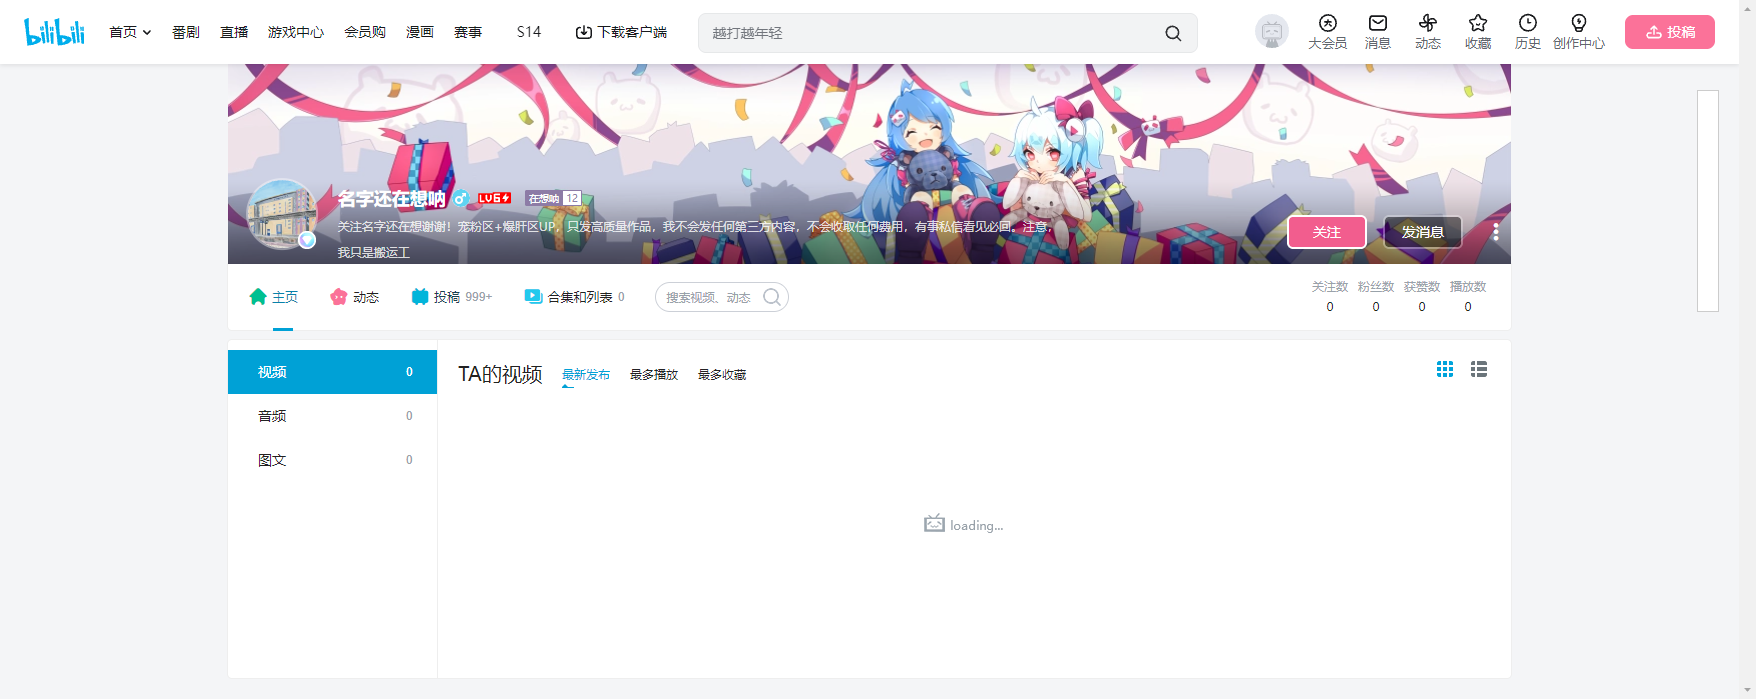 bilibili 首页 番剧 直播 游戏中心 会员购 漫画 赛事 S14 下载客户端 越打越年轻 大会员 消息 动态 收藏 历史 创作中心 投稿
名字还在想呐 LV6 在想呐 12
关注名字还在想谢谢！宠粉区+爆肝区UP，只发高质量作品，我不会发任何第三方内容，不会收取任何费用，有事私信看见必回。注意，
我只是搬运工
关注 发消息
主页 动态 投稿 999+ 合集和列表 0 搜索视频、动态
关注数 粉丝数 获赞数 播放数
0 0 0 0
视频 0
音频 0
图文 0
TA的视频 最新发布 最多播放 最多收藏
loading...